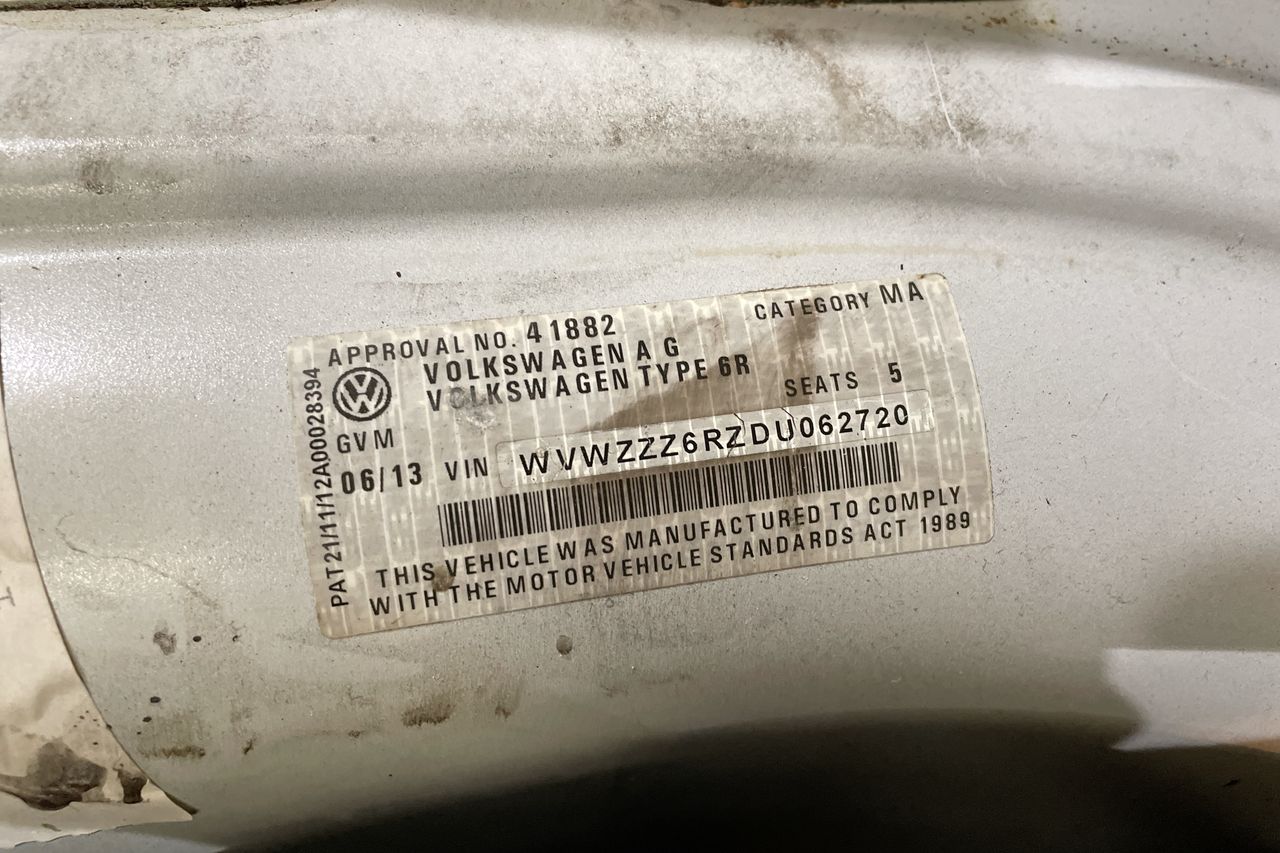 APPROVAL NO. 41882
CATEGORY MA
VOLKSWAGEN A G
VOLKSWAGEN TYPE 6R
SEATS 5
GVM
06/13 VIN WVWZZZ6RZDU062720
THIS VEHICLE WAS MANUFACTURED TO COMPLY
WITH THE MOTOR VEHICLE STANDARDS ACT 1989
PAT21/11/12A00028394
T